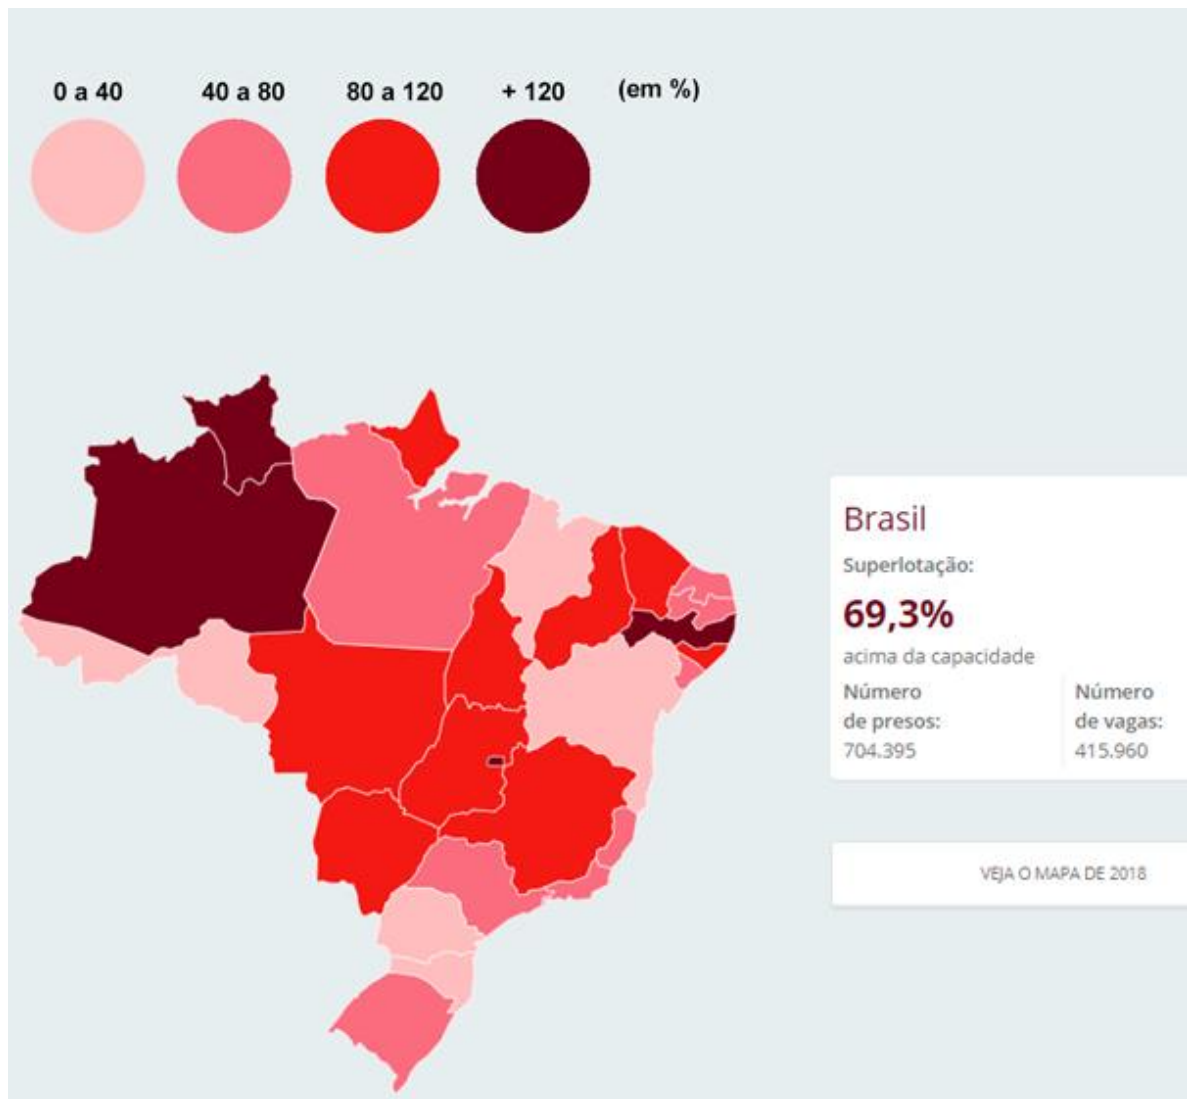 0 a 40 40 a 80 80 a 120 + 120 (em %)
Brasil
Superlotação:
69,3%
acima da capacidade
Número
de presos:
704.395
Número
de vagas:
415.960
VEJA O MAPA DE 2018